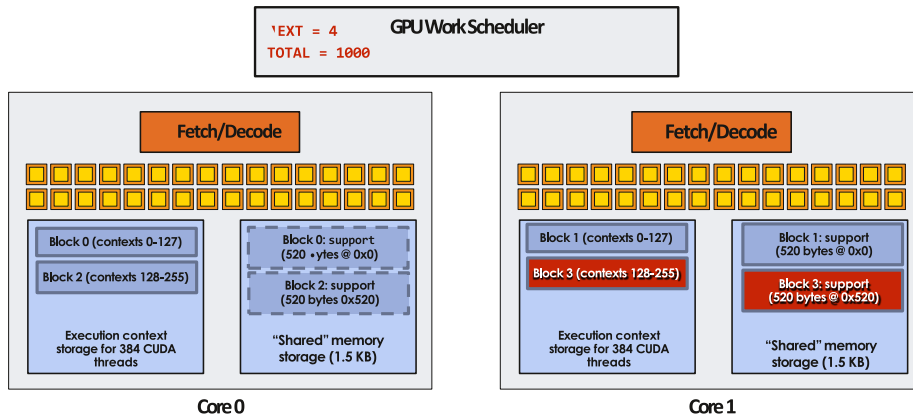 GPU Work Scheduler
EXT = 4
TOTAL = 1000
Fetch/Decode
Block 0 (contexts 0-127)
Block 2 (contexts 128-255)
Execution context
storage for 384 CUDA
threads
Block 0: support
(520 ytes @ 0x0)
Block 2: support
(520 bytes 0x520)
"Shared" memory
storage (1.5 KB)
Core 0
Fetch/Decode
Block 1 (contexts 0-127)
Block 3 (contexts 128-255)
Execution context
storage for 384 CUDA
threads
Block 1: support
(520 bytes @ 0x0)
Block 3: support
(520 bytes @ 0x520)
"Shared" memory
storage (1.5 KB)
Core 1